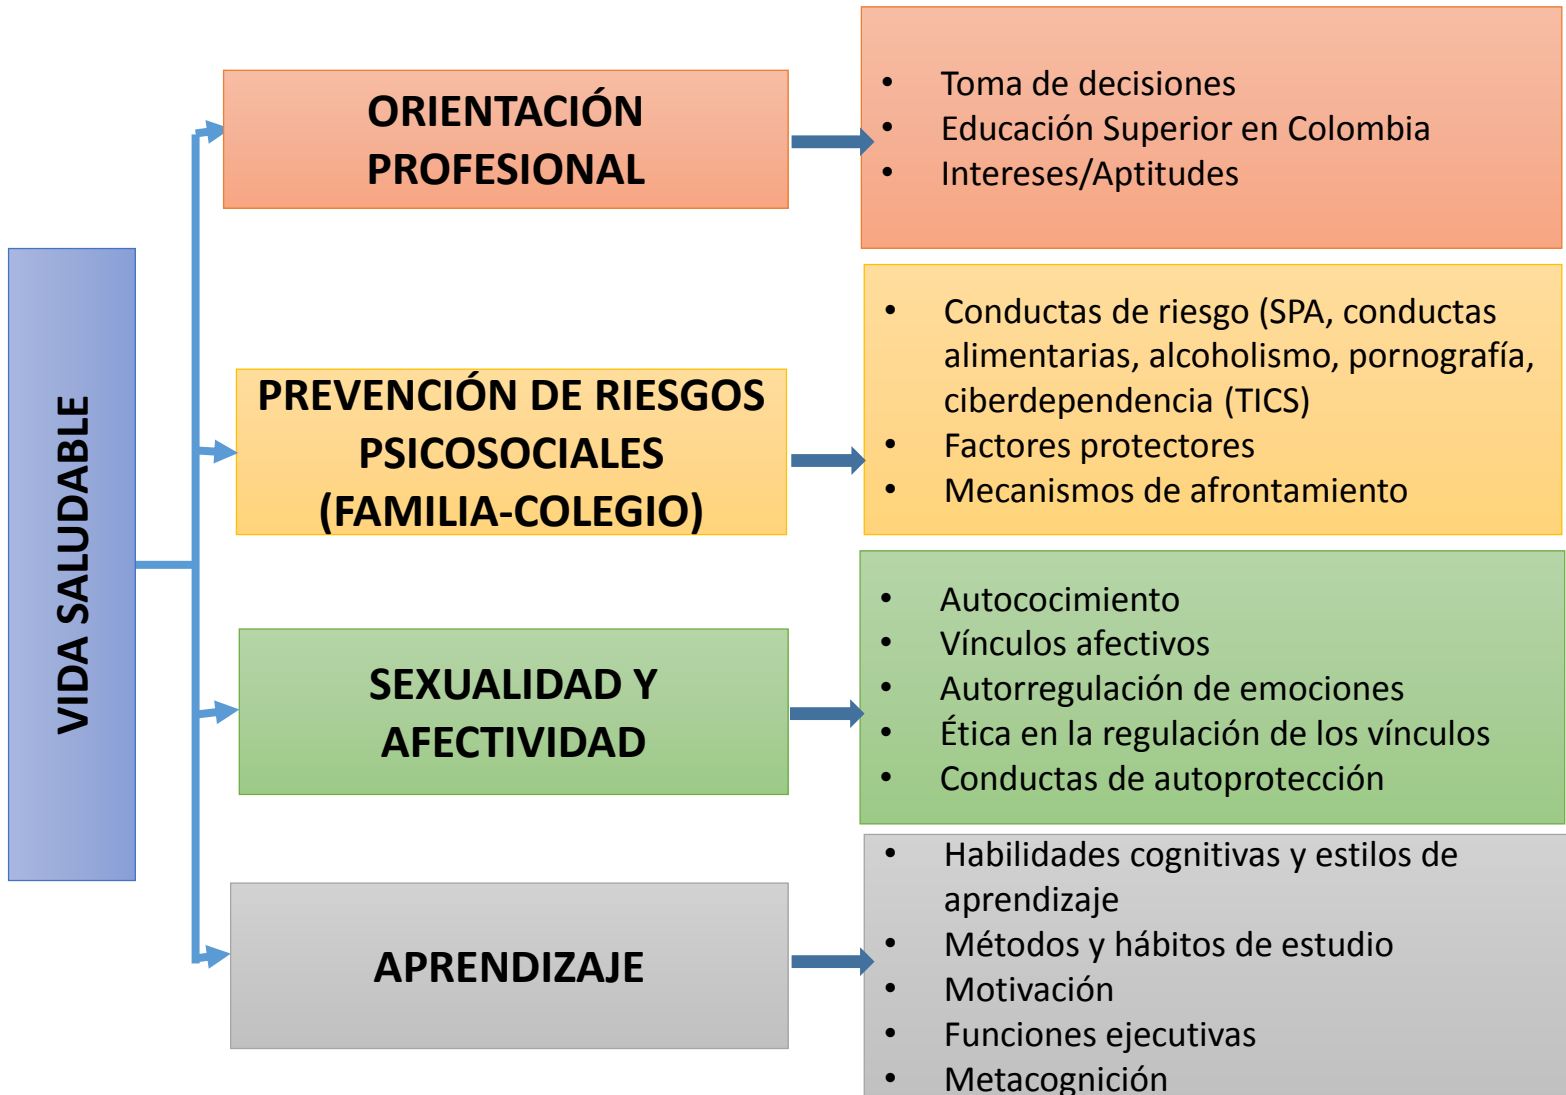 VIDA SALUDABLE
ORIENTACIÓN
PROFESIONAL
• Toma de decisiones
• Educación Superior en Colombia
• Intereses/Aptitudes
PREVENCIÓN DE RIESGOS
PSICOSOCIALES
(FAMILIA-COLEGIO)
• Conductas de riesgo (SPA, conductas
alimentarias, alcoholismo, pornografía,
ciberdependencia (TICS)
• Factores protectores
• Mecanismos de afrontamiento
SEXUALIDAD Y
AFECTIVIDAD
• Autococimiento
• Vínculos afectivos
• Autorregulación de emociones
• Ética en la regulación de los vínculos
• Conductas de autoprotección
APRENDIZAJE
• Habilidades cognitivas y estilos de
aprendizaje
• Métodos y hábitos de estudio
• Motivación
• Funciones ejecutivas
• Metacognición